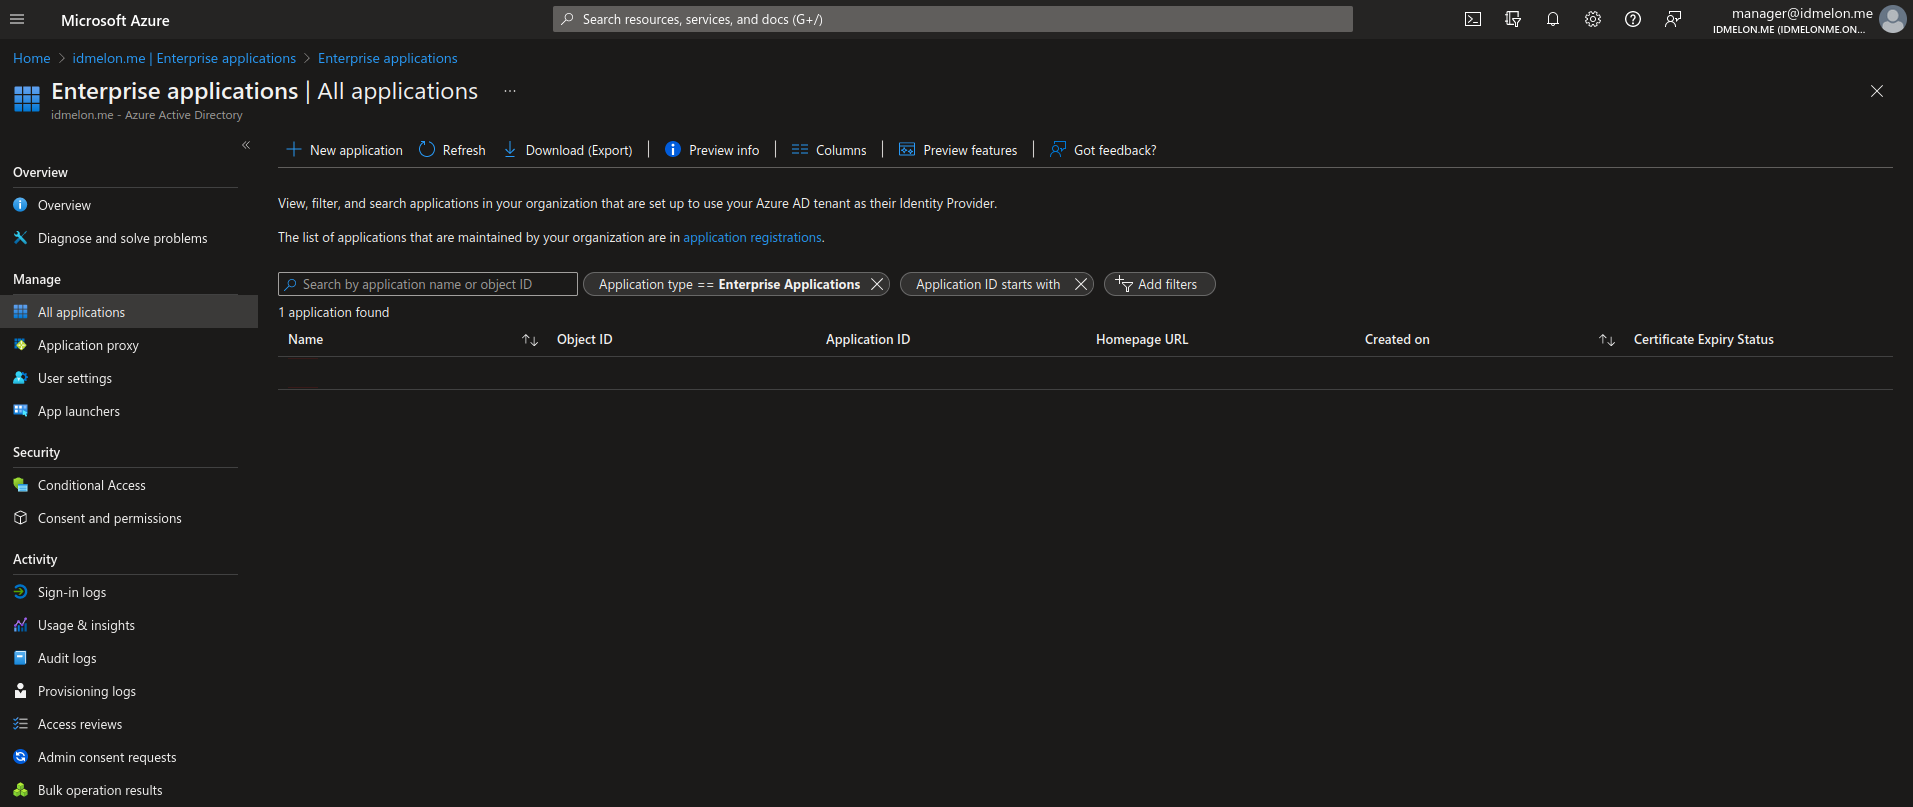 Microsoft Azure
Search resources, services, and docs (G+/)
manager@idmelon.me
IDMELON.ME (IDMELONME.ON...
Home > idmelon.me | Enterprise applications > Enterprise applications
Enterprise applications | All applications ...
idmelon.me - Azure Active Directory
Overview
Overview
Diagnose and solve problems
Manage
All applications
Application proxy
User settings
App launchers
Security
Conditional Access
Consent and permissions
Activity
Sign-in logs
Usage & insights
Audit logs
Provisioning logs
Access reviews
Admin consent requests
Bulk operation results
New application Refresh Download (Export) Preview info Columns Preview features Got feedback?
View, filter, and search applications in your organization that are set up to use your Azure AD tenant as their Identity Provider.
The list of applications that are maintained by your organization are in application registrations.
Search by application name or object ID Application type == Enterprise Applications Application ID starts with Add filters
1 application found
Name Object ID Application ID Homepage URL Created on Certificate Expiry Status